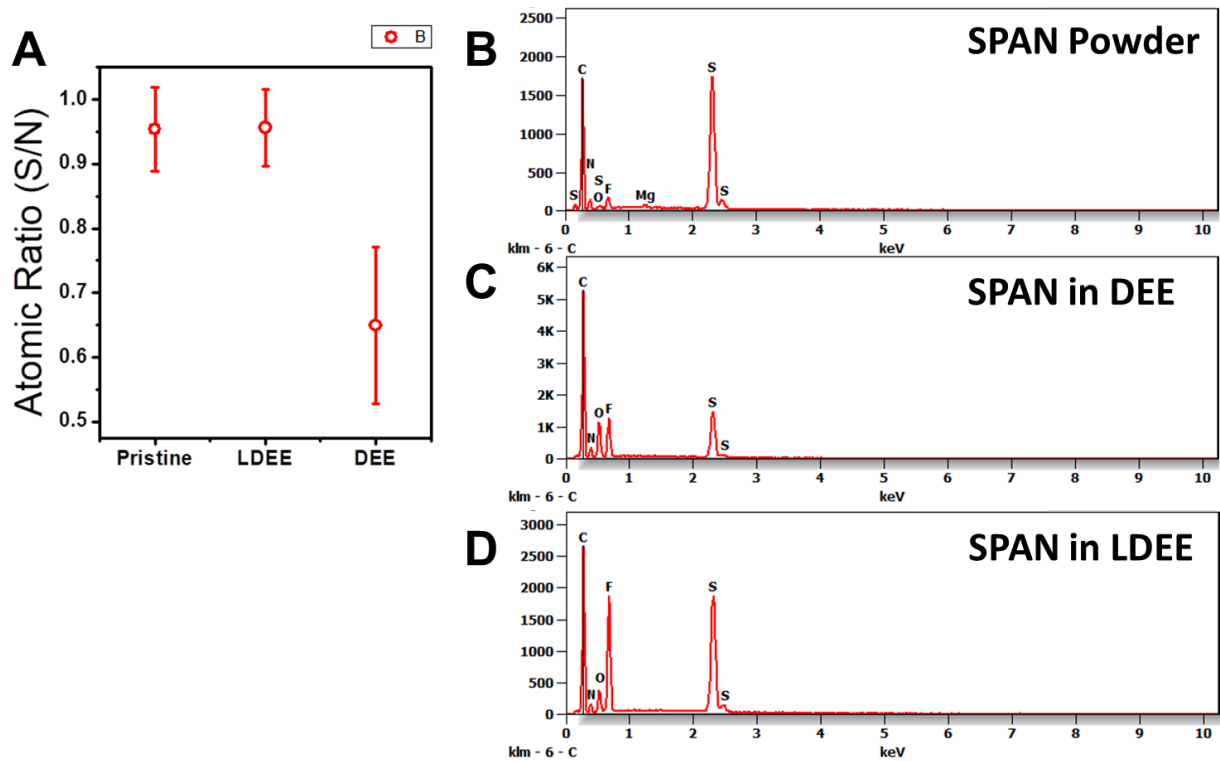 A
B
Atomic Ratio (S/N)
1.0
0.9
0.8
0.7
0.6
0.5
Pristine LDEE DEE
B
SPAN Powder
2500
2000
1500
1000
500
0
S C N S O F Mg S S
0 1 2 3 4 5 6 7 8 9 10
klm - 6 - C keV
C
SPAN in DEE
6K
5K
4K
3K
2K
1K
0
C N O F S S
0 1 2 3 4 5 6 7 8 9 10
klm - 6 - C keV
D
SPAN in LDEE
3000
2500
2000
1500
1000
500
0
C N O F S S
0 1 2 3 4 5 6 7 8 9 10
klm - 6 - C keV